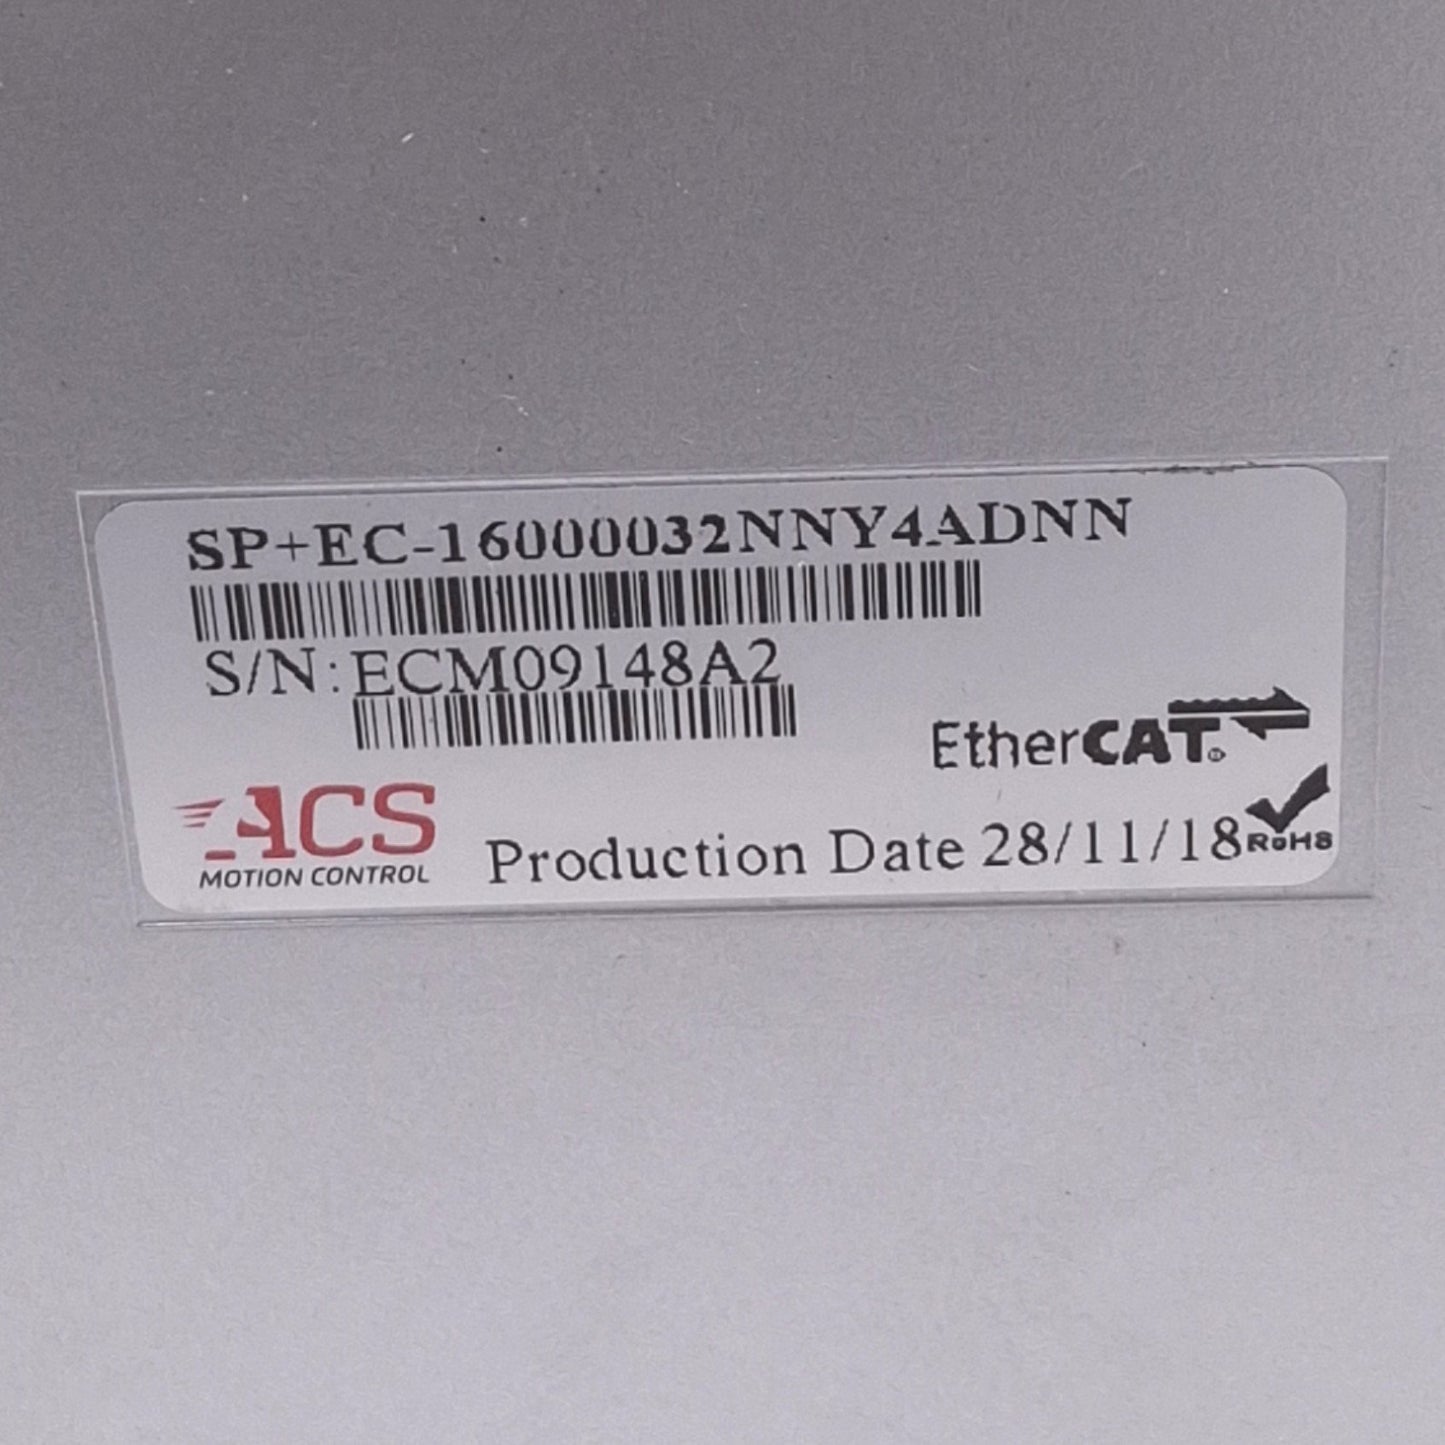 SP+EC-16000032NNY4ADNN
S/N:ECM09148A2
EtherCAT®
ACS
MOTION CONTROL
Production Date 28/11/18
RoHS